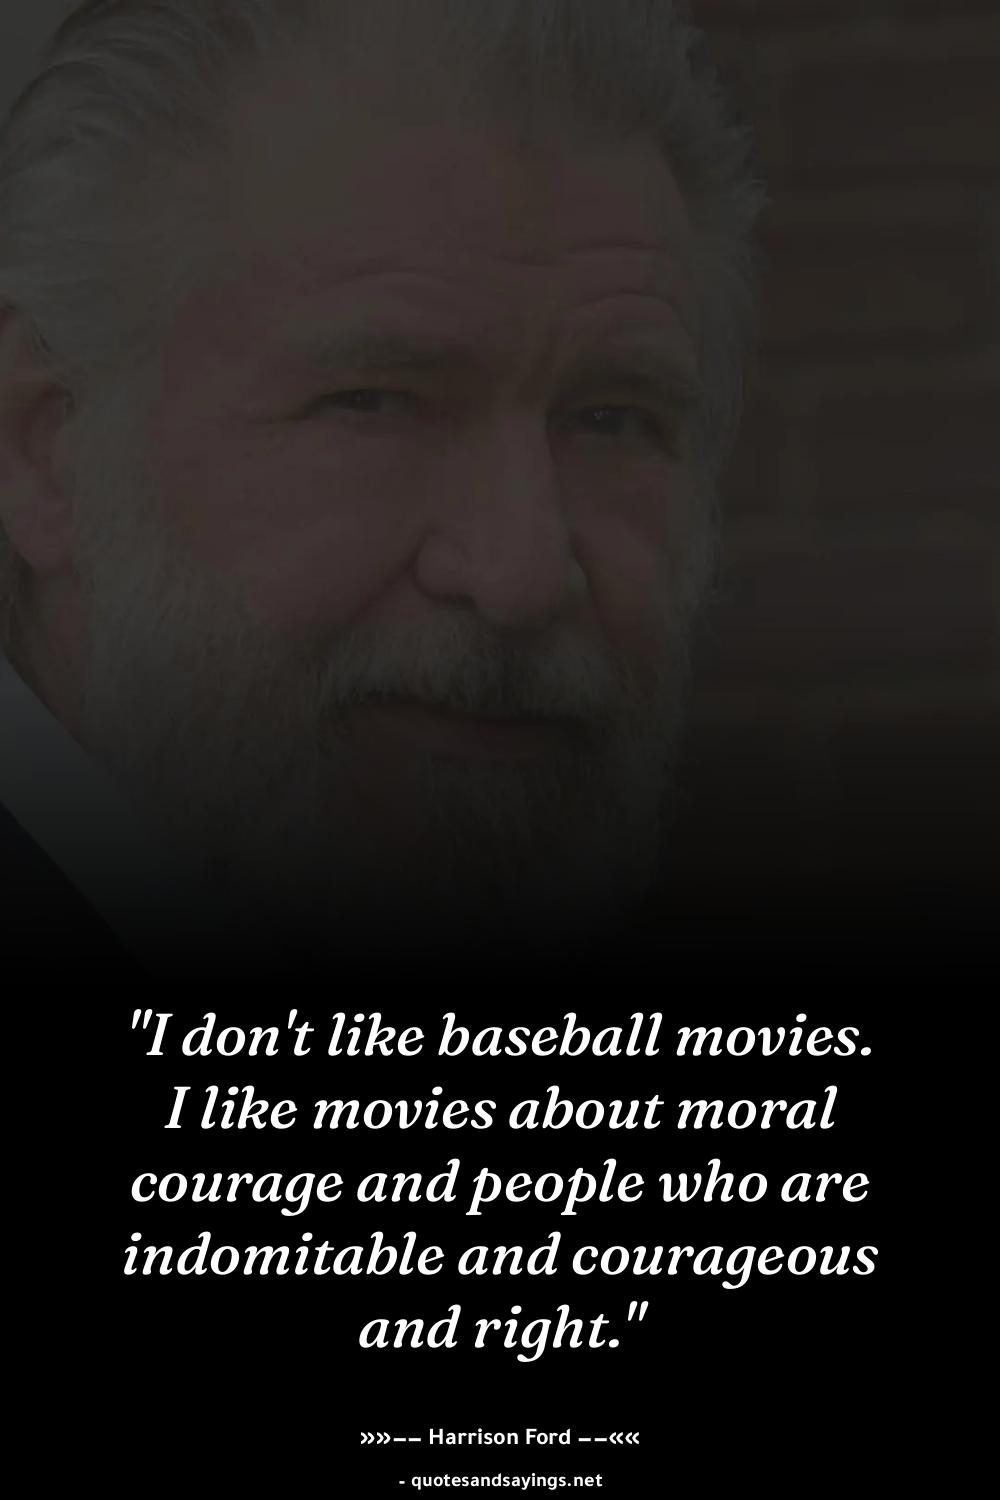 "I don't like baseball movies.
I like movies about moral
courage and people who are
indomitable and courageous
and right."
»»−− Harrison Ford −−««
- quotesandsayings.net